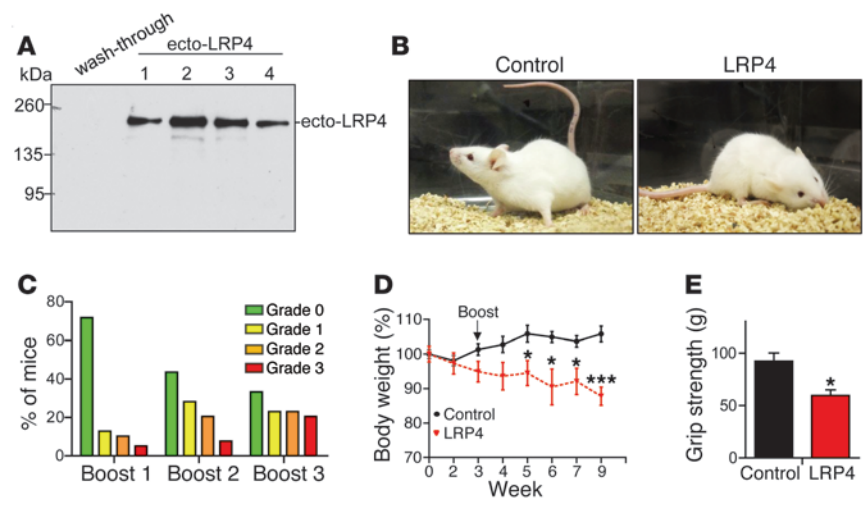 A
wash-through
ecto-LRP4
kDa
1 2 3 4
260
135
95
ecto-LRP4
B
Control
LRP4
C
% of mice
80
60
40
20
0
Grade 0
Grade 1
Grade 2
Grade 3
Boost 1
Boost 2
Boost 3
D
Body weight (%)
110
100
90
80
70
Boost
*
*
*
***
Control
LRP4
0 2 3 4 5 6 7 9
Week
E
Grip strength (g)
100
50
0
*
Control
LRP4